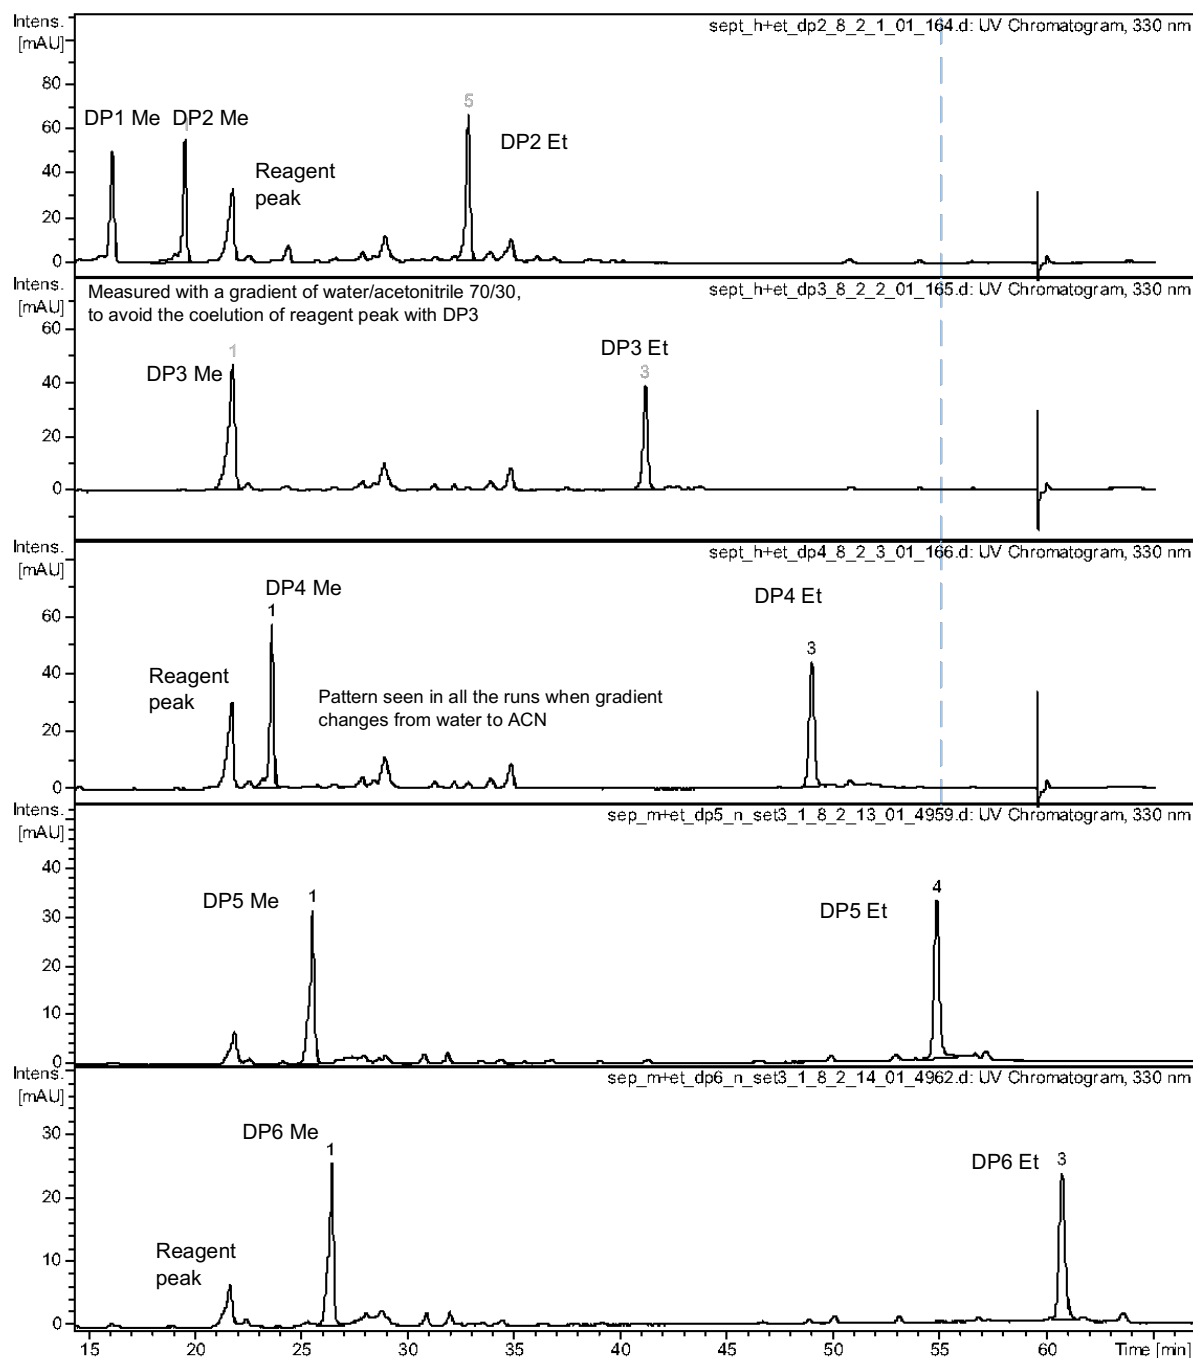 Intens.
[mAU]
sept_h+et_dp2_8_2_1_01_164.d: UV Chromatogram, 330 nm
80
60
40
20
0
DP1 Me
DP2 Me
1
Reagent
peak
5
DP2 Et
Intens.
[mAU]
sept_h+et_dp3_8_2_2_01_165.d: UV Chromatogram, 330 nm
Measured with a gradient of water/acetonitrile 70/30,
to avoid the coelution of reagent peak with DP3
60
40
20
0
DP3 Me
1
DP3 Et
3
Intens.
[mAU]
sept_h+et_dp4_8_2_3_01_166.d: UV Chromatogram, 330 nm
60
40
20
0
DP4 Me
1
Reagent
peak
Pattern seen in all the runs when gradient
changes from water to ACN
DP4 Et
3
Intens.
[mAU]
sep_m+et_dp5_n_set3_1_8_2_13_01_4959.d: UV Chromatogram, 330 nm
40
30
20
10
0
DP5 Me
1
DP5 Et
4
Intens.
[mAU]
sep_m+et_dp6_n_set3_1_8_2_14_01_4962.d: UV Chromatogram, 330 nm
30
20
10
0
DP6 Me
1
Reagent
peak
DP6 Et
3
15 20 25 30 35 40 45 50 55 60 Time [min]